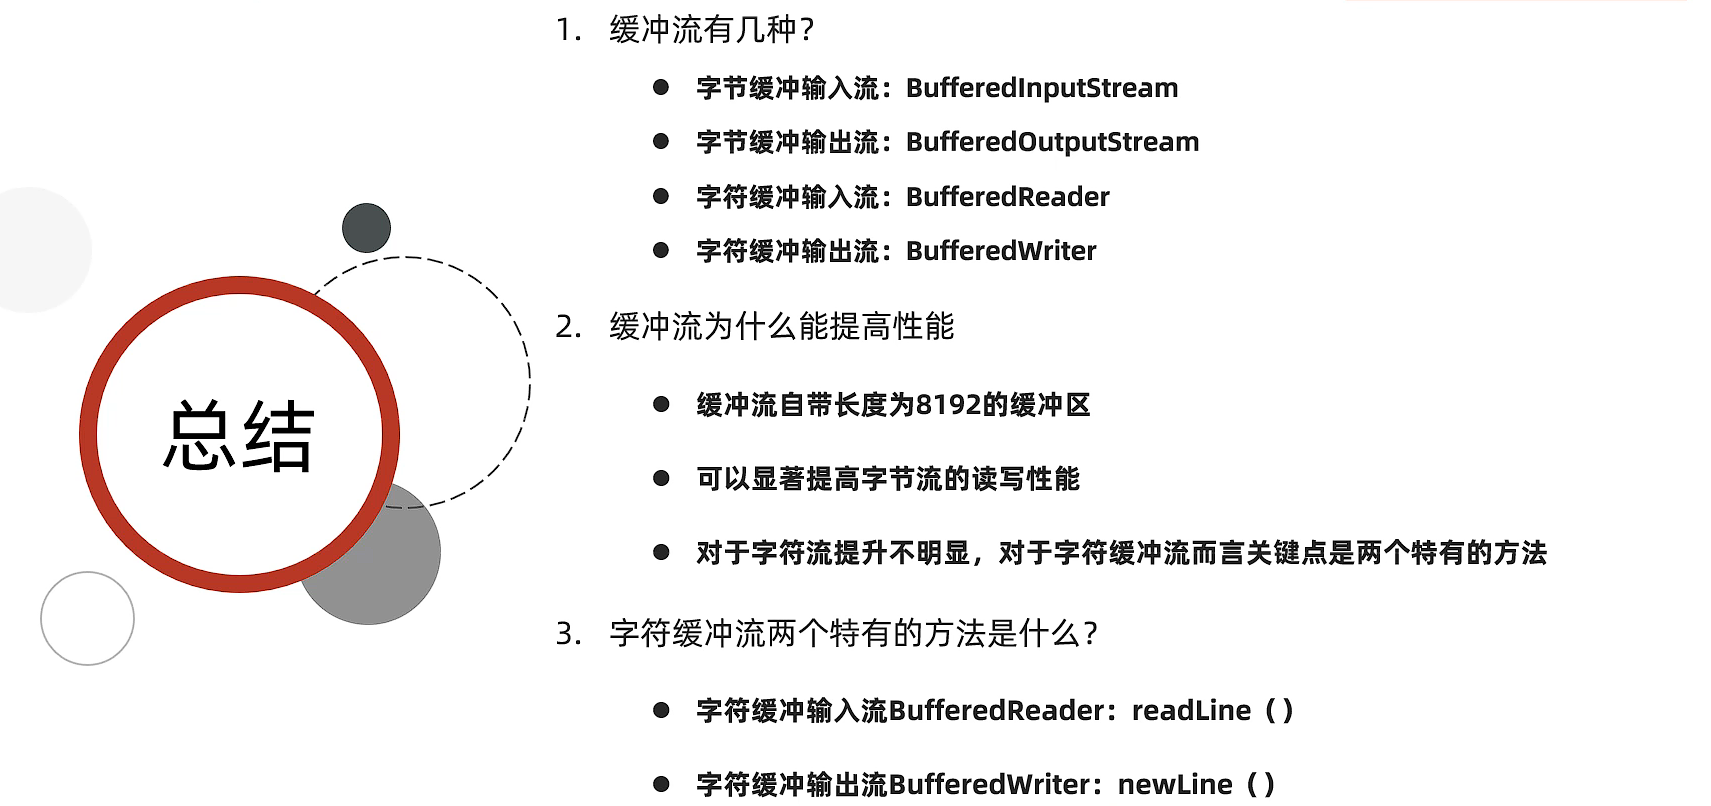 总结
1. 缓冲流有几种？
● 字节缓冲输入流：BufferedInputStream
● 字节缓冲输出流：BufferedOutputStream
● 字符缓冲输入流：BufferedReader
● 字符缓冲输出流：BufferedWriter
2. 缓冲流为什么能提高性能
● 缓冲流自带长度为8192的缓冲区
● 可以显著提高字节流的读写性能
● 对于字符流提升不明显，对于字符缓冲流而言关键点是两个特有的方法
3. 字符缓冲流两个特有的方法是什么？
● 字符缓冲输入流BufferedReader：readLine（）
● 字符缓冲输出流BufferedWriter：newLine（）